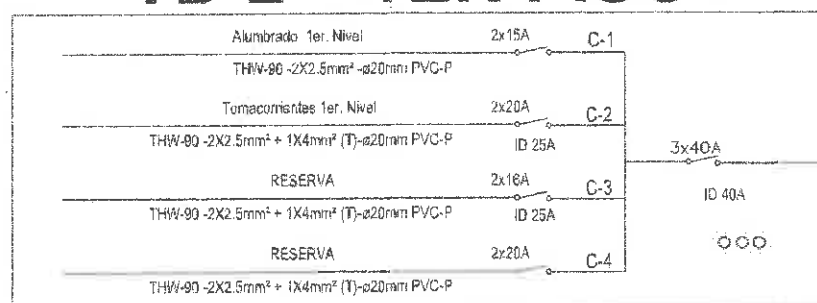 Alumbrado 1er. Nivel 2x15A C-1
THW-90 -2X2.5mm² -ø20mm PVC-P
Tomacorrientes 1er. Nivel 2x20A C-2
THW-90 -2X2.5mm² + 1X4mm² (T)-ø20mm PVC-P ID 25A
3x40A
RESERVA 2x16A C-3
ID 40A
THW-90 -2X2.5mm² + 1X4mm² (T)-ø20mm PVC-P ID 25A
RESERVA 2x20A C-4
THW-90 -2X2.5mm² + 1X4mm² (T)-ø20mm PVC-P